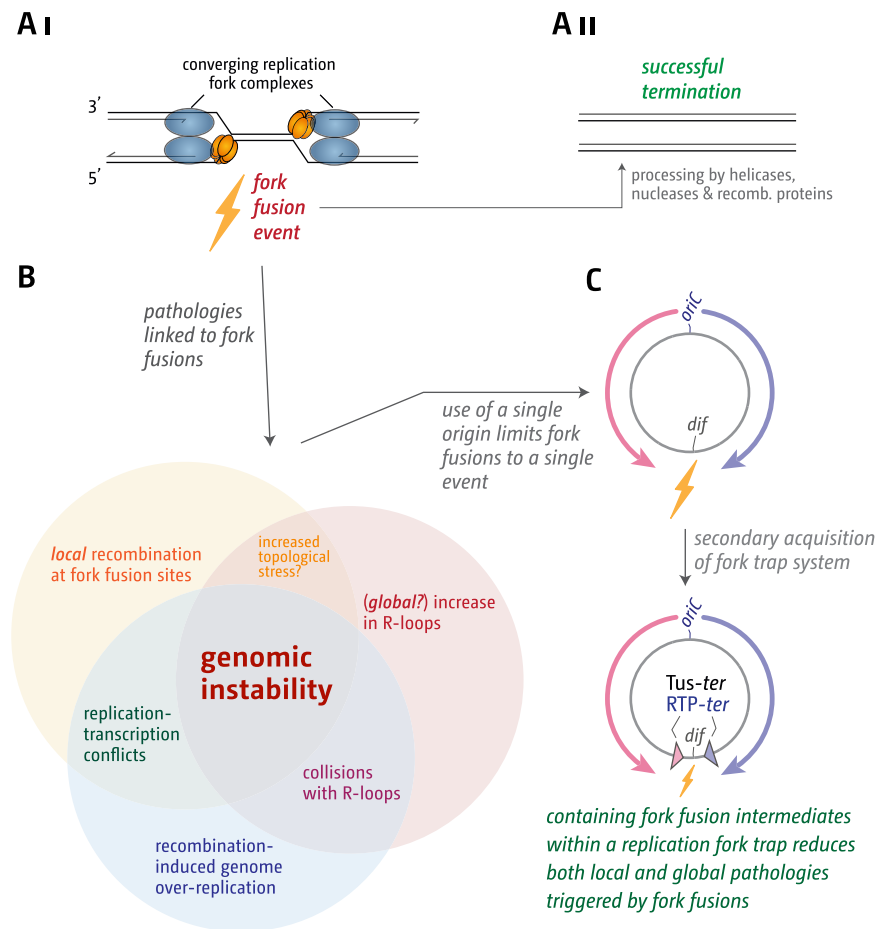 A I
converging replication
fork complexes
3’
5’
fork
fusion
event
A II
successful
termination
processing by helicases,
nucleases & recomb. proteins
B
pathologies
linked to fork
fusions
use of a single
origin limits fork
fusions to a single
event
local recombination
at fork fusion sites
increased
topological
stress?
(global?) increase
in R-loops
genomic
instability
replication-
transcription
conflicts
collisions
with R-loops
recombination-
induced genome
over-replication
C
oriC
dif
secondary acquisition
of fork trap system
oriC
Tus-ter
RTP-ter
dif
containing fork fusion intermediates
within a replication fork trap reduces
both local and global pathologies
triggered by fork fusions